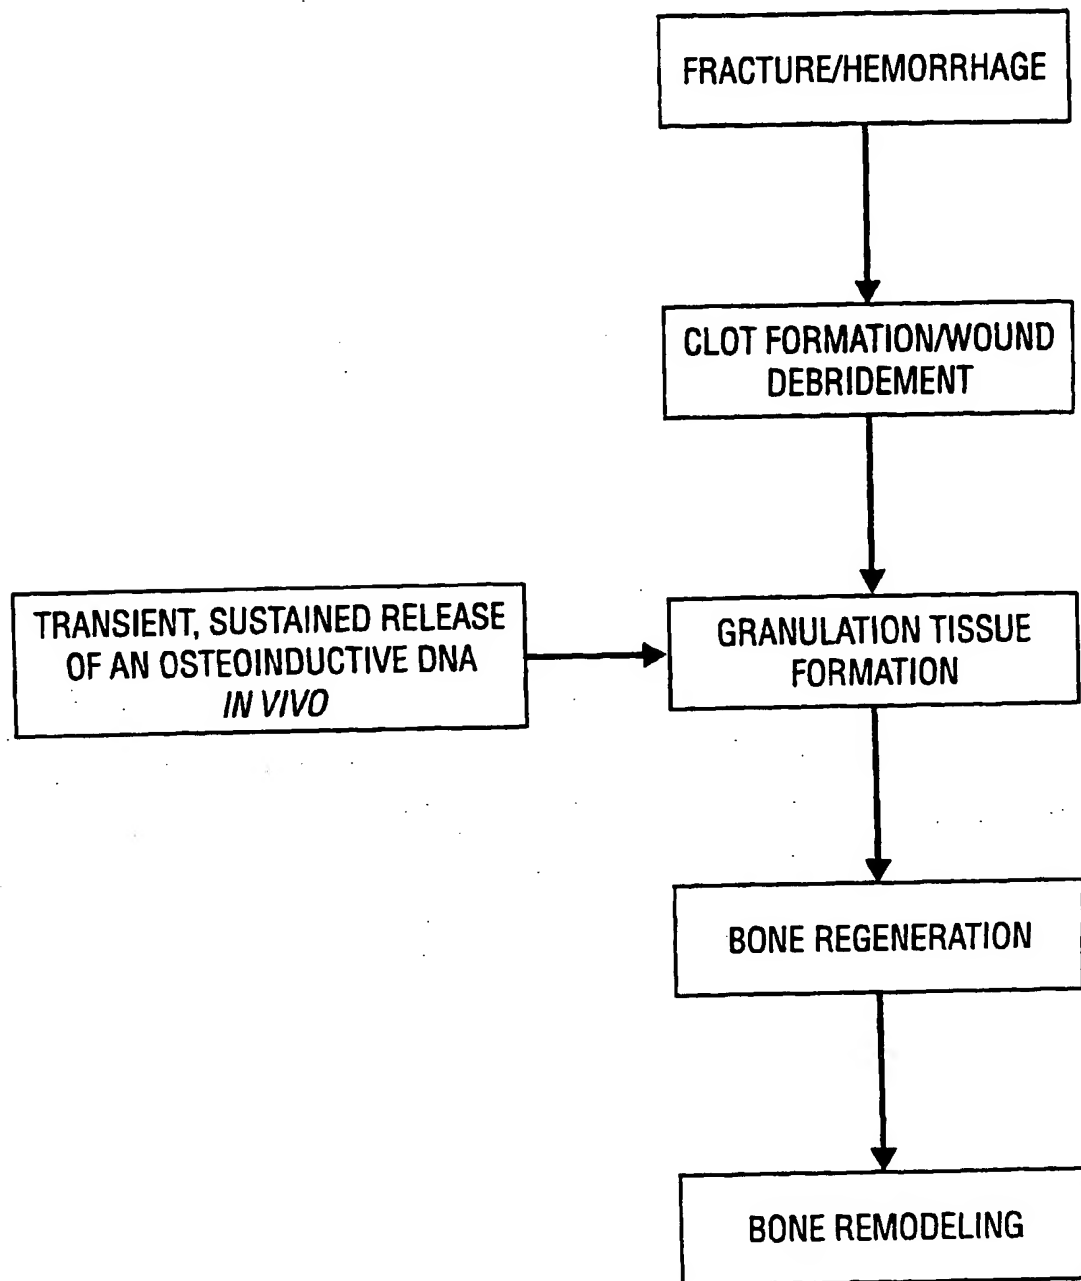 FRACTURE/HEMORRHAGE
CLOT FORMATION/WOUND
DEBRIDEMENT
TRANSIENT, SUSTAINED RELEASE
OF AN OSTEOINDUCTIVE DNA
IN VIVO
GRANULATION TISSUE
FORMATION
BONE REGENERATION
BONE REMODELING